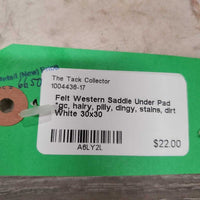 The Tack Collector
1004436-17
Felt Western Saddle Under Pad
*gc, hairy, pilly, dingy, stains, dirt
White 30x30
A6LY2L
$22.00